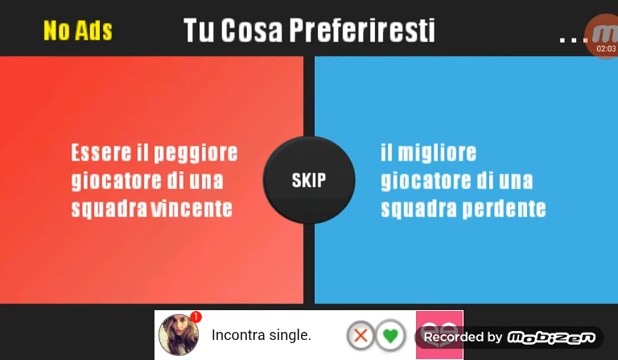 No Ads
Tu Cosa Preferiresti
...
02:03
Essere il peggiore
giocatore di una
squadra vincente
SKIP
il migliore
giocatore di una
squadra perdente
1
Incontra single.
Recorded by Mobizen